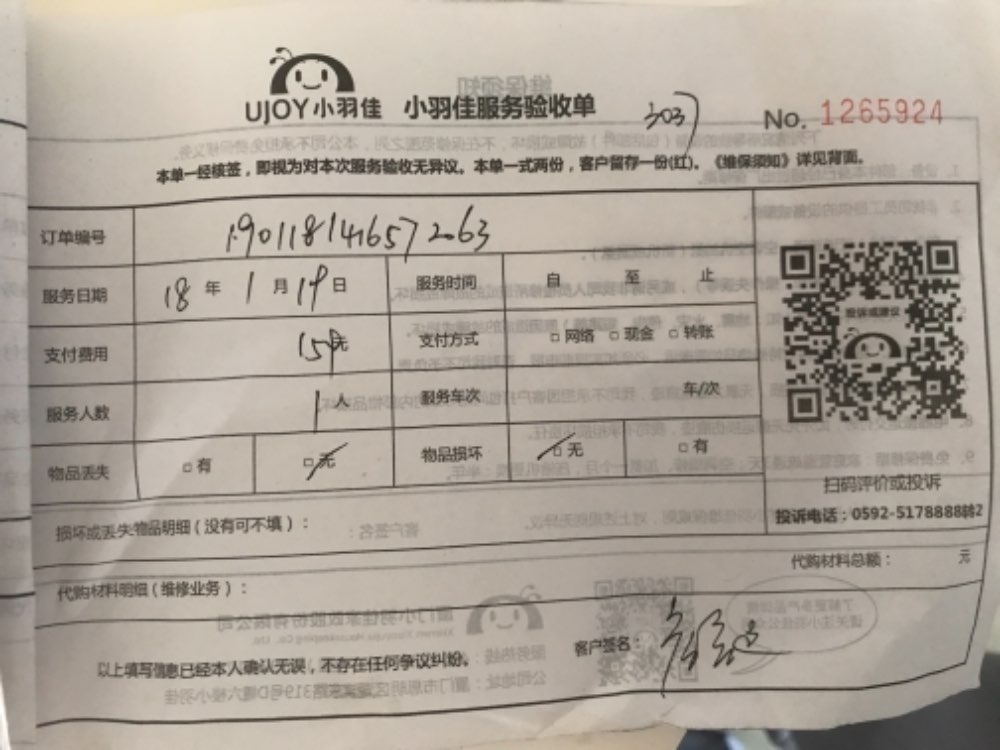 UJOY小羽佳 小羽佳服务验收单 3037 No. 1265924
本单一经核签，即视为对本次服务验收无异议。本单一式两份，客户留存一份(红)。《维保须知》详见背面。
订单编号 1901181416572063
服务日期 18 年 1 月 19 日 服务时间 自 至 止
投诉或建议
支付费用 159元 支付方式 □网络 □现金 □转账
服务人数 1人 服务车次 车/次
物品丢失 □有 □无 物品损坏 □无 □有
扫码评价或投诉
投诉电话：0592-5178888转2
损坏或丢失物品明细（没有可不填）：
代购材料总额： 元
代购材料明细（维修业务）：
客户签名：
以上填写信息已经本人确认无误，不存在任何争议纠纷。